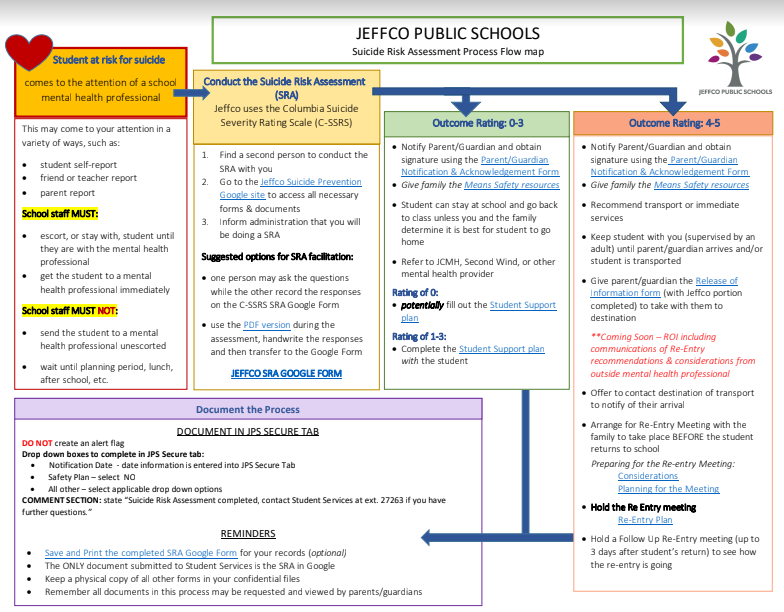 JEFFCO PUBLIC SCHOOLS
Suicide Risk Assessment Process Flow map
JEFFCO PUBLIC SCHOOLS
Student at risk for suicide
comes to the attention of a school
mental health professional
This may come to your attention in a
variety of ways, such as:
• student self-report
• friend or teacher report
• parent report
School staff MUST:
• escort, or stay with, student until
they are with the mental health
professional
• get the student to a mental
health professional immediately
School staff MUST NOT:
• send the student to a mental
health professional unescorted
• wait until planning period, lunch,
after school, etc.
Conduct the Suicide Risk Assessment
(SRA)
Jeffco uses the Columbia Suicide
Severity Rating Scale (C-SSRS)
1. Find a second person to conduct the
SRA with you
2. Go to the Jeffco Suicide Prevention
Google site to access all necessary
forms & documents
3. Inform administration that you will
be doing a SRA
Suggested options for SRA facilitation:
• one person may ask the questions
while the other record the responses
on the C-SSRS SRA Google Form
• use the PDF version during the
assessment, handwrite the responses
and then transfer to the Google Form
JEFFCO SRA GOOGLE FORM
Outcome Rating: 0-3
• Notify Parent/Guardian and obtain
signature using the Parent/Guardian
Notification & Acknowledgement Form
• Give family the Means Safety resources
• Student can stay at school and go back
to class unless you and the family
determine it is best for student to go
home
• Refer to JCMH, Second Wind, or other
mental health provider
Rating of 0:
• potentially fill out the Student Support
plan
Rating of 1-3:
• Complete the Student Support plan
with the student
Outcome Rating: 4-5
• Notify Parent/Guardian and obtain
signature using the Parent/Guardian
Notification & Acknowledgement Form
• Give family the Means Safety resources
• Recommend transport or immediate
services
• Keep student with you (supervised by an
adult) until parent/guardian arrives and/or
student is transported
• Give parent/guardian the Release of
Information form (with Jeffco portion
completed) to take with them to
destination
**Coming Soon – ROI including
communications of Re-Entry
recommendations & considerations from
outside mental health professional
• Offer to contact destination of transport
to notify of their arrival
• Arrange for Re-Entry Meeting with the
family to take place BEFORE the student
returns to school
Preparing for the Re-entry Meeting:
Considerations
Planning for the Meeting
• Hold the Re Entry meeting
Re-Entry Plan
• Hold a Follow Up Re-Entry meeting (up to
3 days after student's return) to see how
the re-entry is going
Document the Process
DOCUMENT IN JPS SECURE TAB
DO NOT create an alert flag
Drop down boxes to complete in JPS Secure tab:
• Notification Date - date information is entered into JPS Secure Tab
• Safety Plan – select NO
• All other – select applicable drop down options
COMMENT SECTION: state "Suicide Risk Assessment completed, contact Student Services at ext. 27263 if you have
further questions."
REMINDERS
• Save and Print the completed SRA Google Form for your records (optional)
• The ONLY document submitted to Student Services is the SRA in Google
• Keep a physical copy of all other forms in your confidential files
• Remember all documents in this process may be requested and viewed by parents/guardians